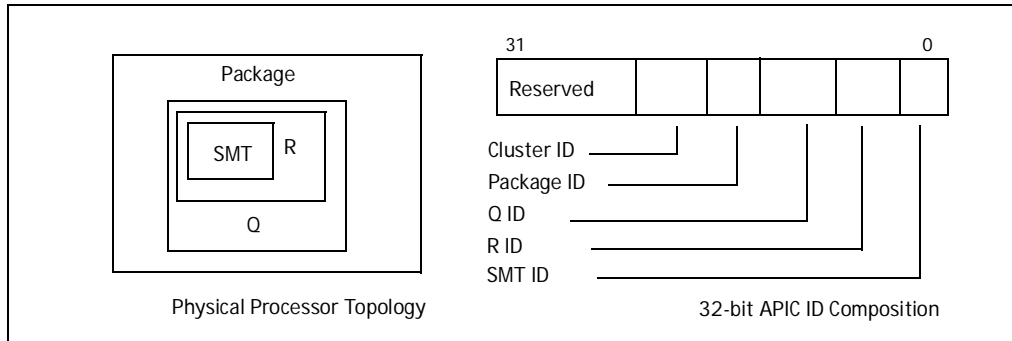 Package
SMT R
Q
Physical Processor Topology
31 0
Reserved
Cluster ID
Package ID
Q ID
R ID
SMT ID
32-bit APIC ID Composition